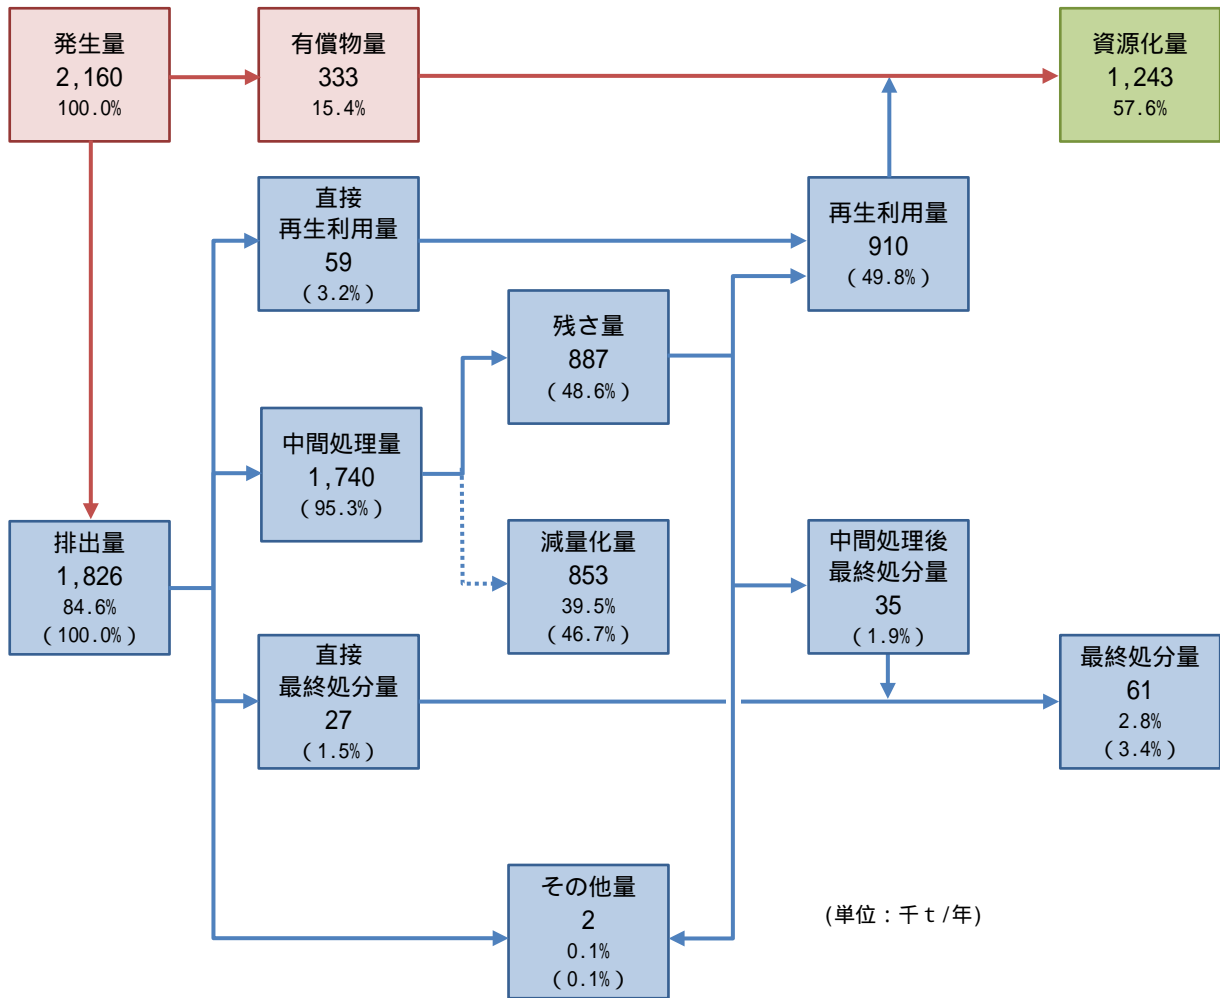 発生量
2,160
100.0%
有償物量
333
15.4%
資源化量
1,243
57.6%
直接
再生利用量
59
(3.2%)
再生利用量
910
(49.8%)
残さ量
887
(48.6%)
中間処理量
1,740
(95.3%)
排出量
1,826
84.6%
(100.0%)
減量化量
853
39.5%
(46.7%)
中間処理後
最終処分量
35
(1.9%)
直接
最終処分量
27
(1.5%)
最終処分量
61
2.8%
(3.4%)
その他量
2
0.1%
(0.1%)
(単位：千ｔ/年)